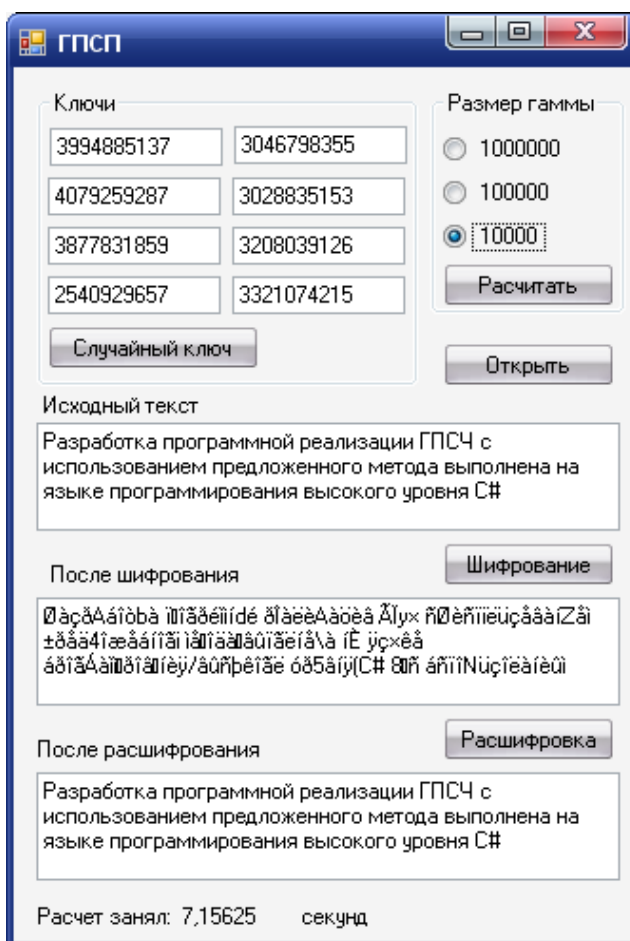 ГПСП
Ключи
3994885137 3046798355
4079259287 3028835153
3877831859 3208039126
2540929657 3321074215
Случайный ключ
Размер гаммы
1000000
100000
10000
Расчитать
Открыть
Исходный текст
Разработка программной реализации ГПСЧ с
использованием предложенного метода выполнена на
языке программирования высокого уровня C#
Шифрование
После шифрования
Расшифровка
После расшифрования
Разработка программной реализации ГПСЧ с
использованием предложенного метода выполнена на
языке программирования высокого уровня C#
Расчет занял: 7,15625 секунд